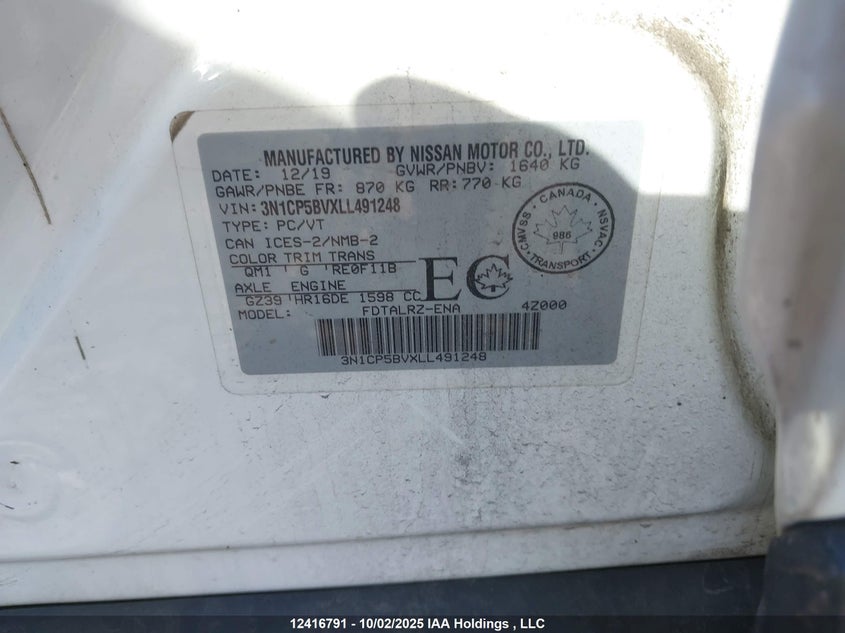 MANUFACTURED BY NISSAN MOTOR CO., LTD.
DATE: 12/19 GVWR/PNBV: 1640 KG
GAWR/PNBE FR: 870 KG RR: 770 KG
VIN: 3N1CP5BVXLL491248
TYPE: PC/VT
CAN ICES-2/NMB-2
COLOR TRIM TRANS
QM1 G RE0F11B
AXLE ENGINE
GZ39 HR16DE 1598 CC
MODEL: FDTALRZ-ENA 4Z000
EC
CANADA
CMVSS NSVAC
986
TRANSPORT
3N1CP5BVXLL491248
12416791 - 10/02/2025 IAA Holdings , LLC